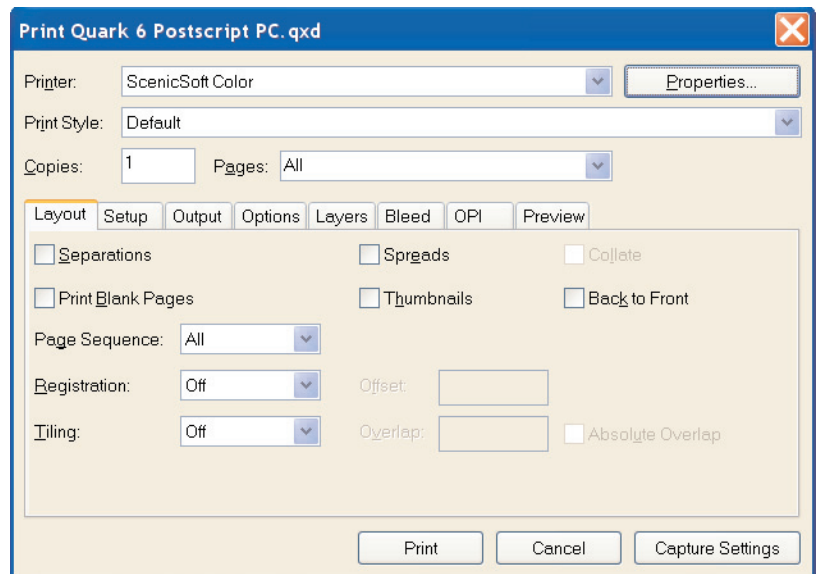 Print Quark 6 Postscript PC.qxd
Printer: ScenicSoft Color Properties...
Print Style: Default
Copies: 1 Pages: All
Layout Setup Output Options Layers Bleed OPI Preview
Separations Spreads Collate
Print Blank Pages Thumbnails Back to Front
Page Sequence: All
Registration: Off Offset:
Tiling: Off Overlap: Absolute Overlap
Print Cancel Capture Settings